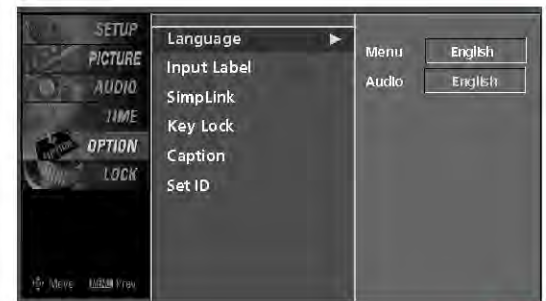 SETUP
PICTURE
AUDIO
TIME
OPTION
LOCK
Move MENU Prev.
Language ▶
Input Label
SimpLink
Key Lock
Caption
Set ID
Menu English
Audio English